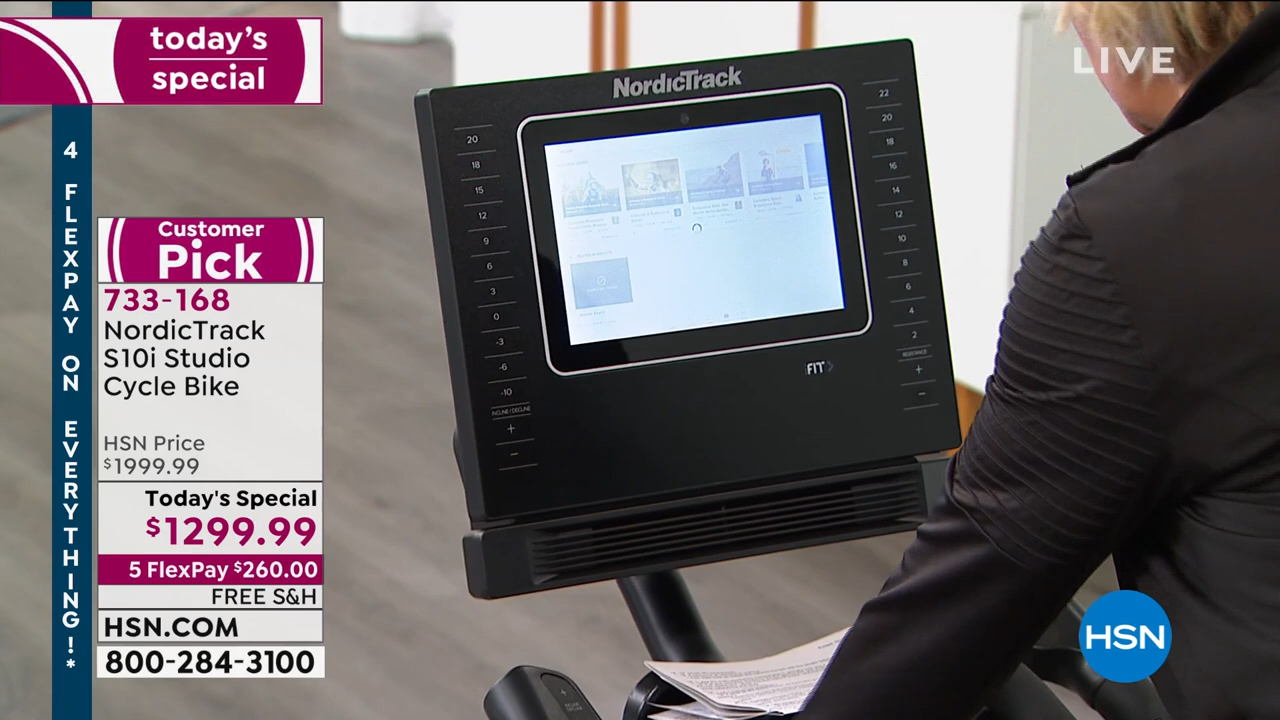 today's
special
4 FLEXPAY ON EVERYTHING!*
Customer
Pick
733-168
NordicTrack
S10i Studio
Cycle Bike
HSN Price
$1999.99
Today's Special
$1299.99
5 FlexPay $260.00
FREE S&H
HSN.COM
800-284-3100
NordicTrack
20
18
15
12
9
6
3
0
-3
-6
-10
INCLINE/DECLINE
+
−
22
20
18
16
14
12
10
8
6
4
2
RESISTANCE
+
−
iFIT
LIVE
HSN